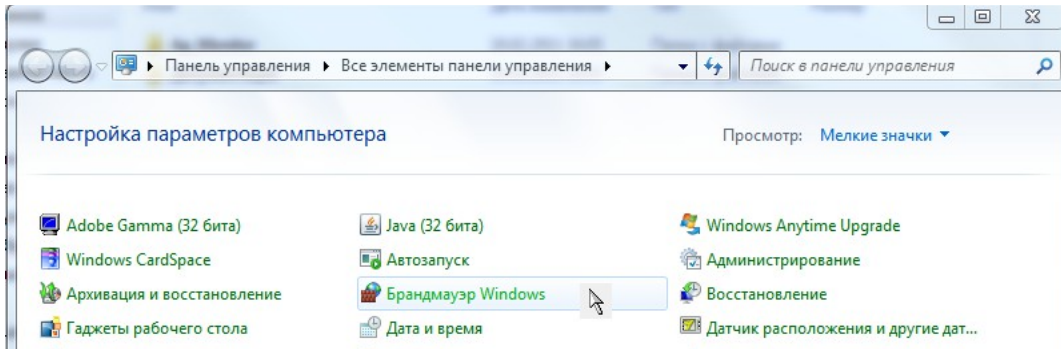 Панель управления Все элементы панели управления Поиск в панели управления
Настройка параметров компьютера Просмотр: Мелкие значки
Adobe Gamma (32 бита) Java (32 бита) Windows Anytime Upgrade
Windows CardSpace Автозапуск Администрирование
Архивация и восстановление Брандмауэр Windows Восстановление
Гаджеты рабочего стола Дата и время Датчик расположения и другие дат...